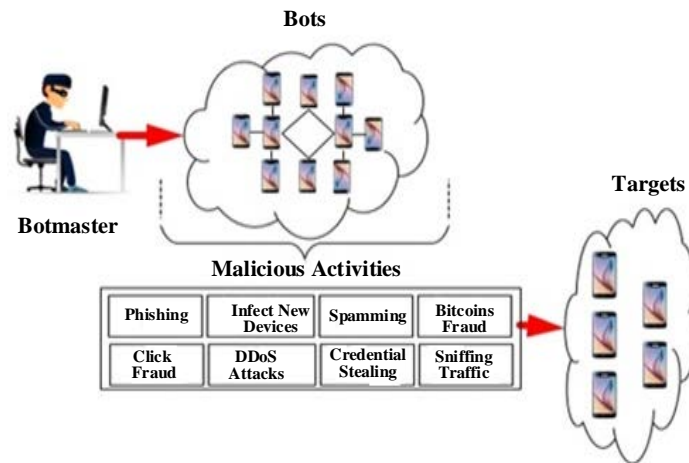 Bots
Botmaster
Targets
Malicious Activities
Phishing
Infect New
Devices
Spamming
Bitcoins
Fraud
Click
Fraud
DDoS
Attacks
Credential
Stealing
Sniffing
Traffic